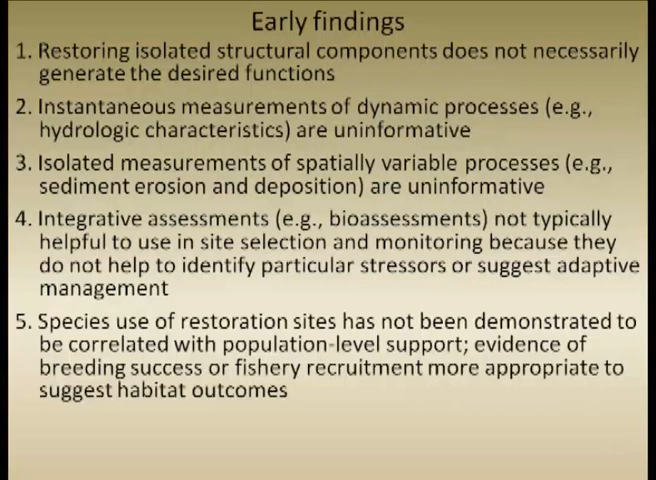 Early findings
1. Restoring isolated structural components does not necessarily
generate the desired functions
2. Instantaneous measurements of dynamic processes (e.g.,
hydrologic characteristics) are uninformative
3. Isolated measurements of spatially variable processes (e.g.,
sediment erosion and deposition) are uninformative
4. Integrative assessments (e.g., bioassessments) not typically
helpful to use in site selection and monitoring because they
do not help to identify particular stressors or suggest adaptive
management
5. Species use of restoration sites has not been demonstrated to
be correlated with population-level support; evidence of
breeding success or fishery recruitment more appropriate to
suggest habitat outcomes